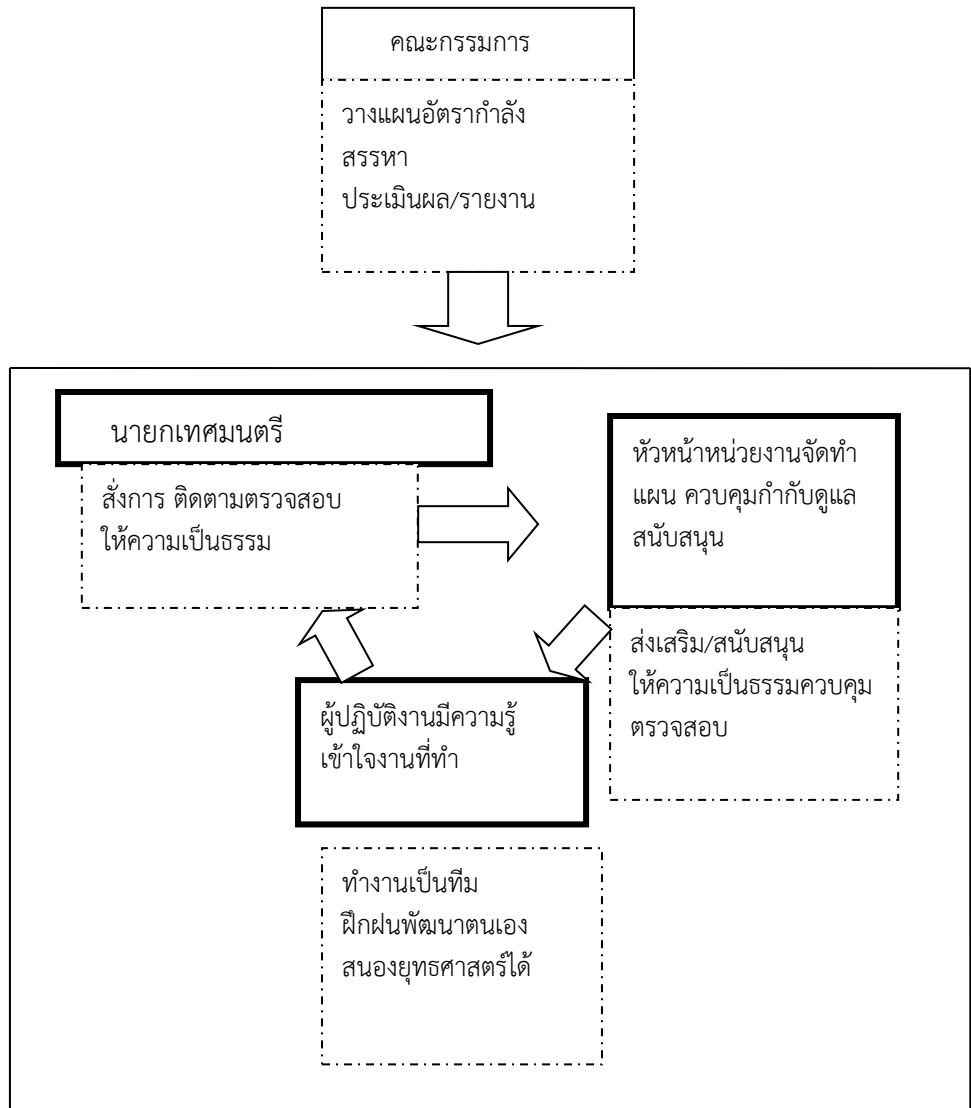 คณะกรรมการ
วางแผนอัตรากำลัง
สรรหา
ประเมินผล/รายงาน
นายกเทศมนตรี
สั่งการ ติดตามตรวจสอบ
ให้ความเป็นธรรม
หัวหน้าหน่วยงานจัดทำ
แผน ควบคุมกำกับดูแล
สนับสนุน
ส่งเสริม/สนับสนุน
ให้ความเป็นธรรมควบคุม
ตรวจสอบ
ผู้ปฏิบัติงานมีความรู้
เข้าใจงานที่ทำ
ทำงานเป็นทีม
ฝึกฝนพัฒนาตนเอง
สนองยุทธศาสตร์ได้